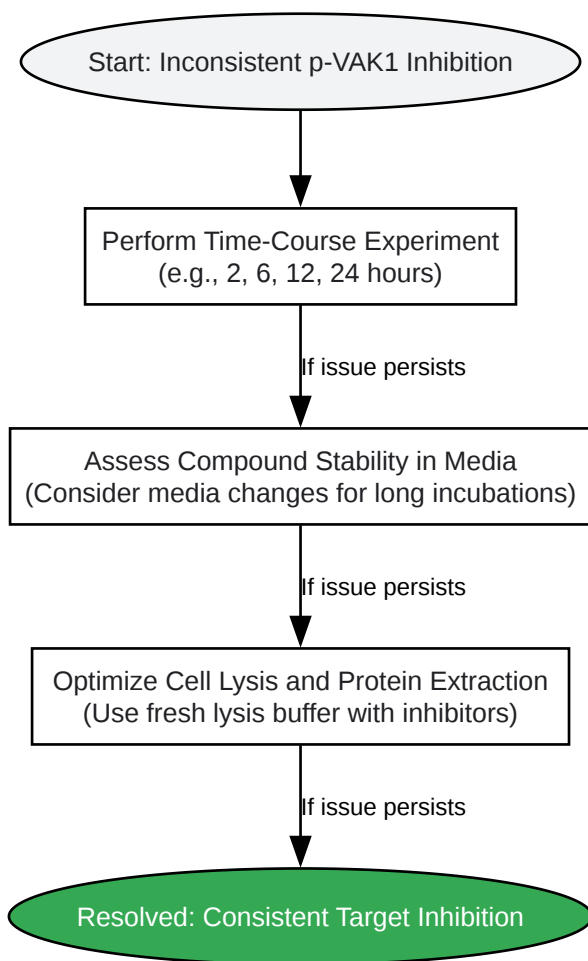 Start: Inconsistent p-VAK1 Inhibition
Perform Time-Course Experiment
(e.g., 2, 6, 12, 24 hours)
If issue persists
Assess Compound Stability in Media
(Consider media changes for long incubations)
If issue persists
Optimize Cell Lysis and Protein Extraction
(Use fresh lysis buffer with inhibitors)
If issue persists
Resolved: Consistent Target Inhibition